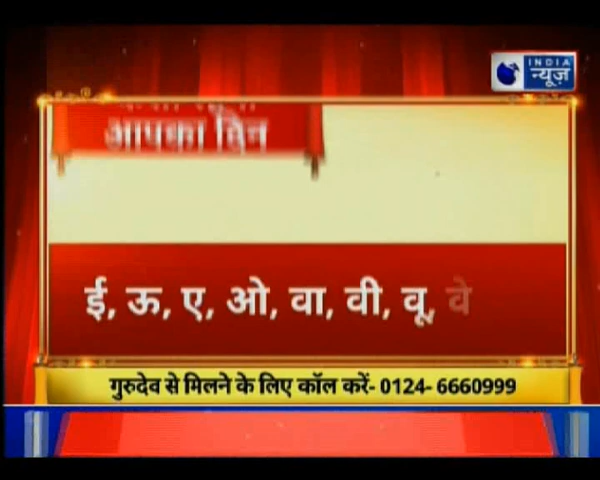 INDIA
न्यूज़
आपका दिन
ई, ऊ, ए, ओ, वा, वी, वू, वे
गुरुदेव से मिलने के लिए कॉल करें- 0124- 6660999